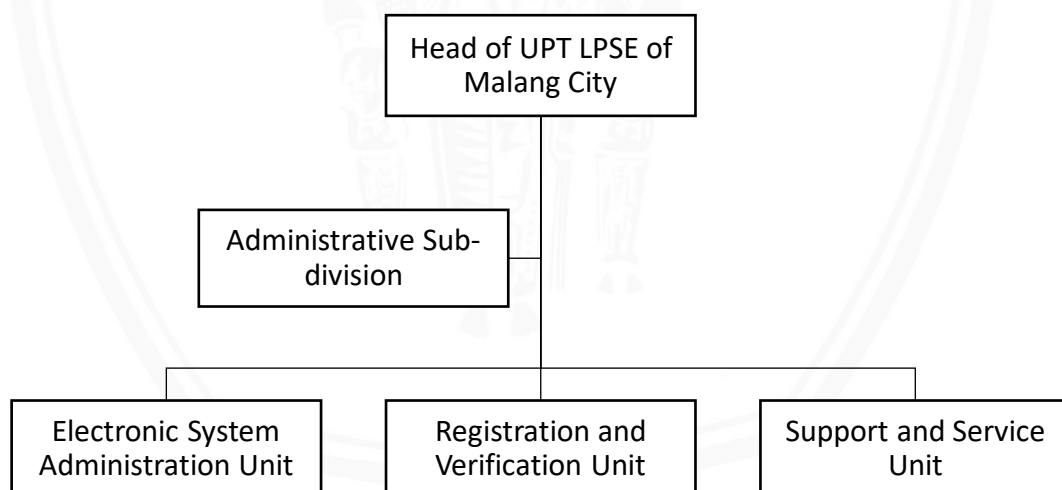 Head of UPT LPSE of
Malang City
Administrative Sub-
division
Electronic System
Administration Unit
Registration and
Verification Unit
Support and Service
Unit